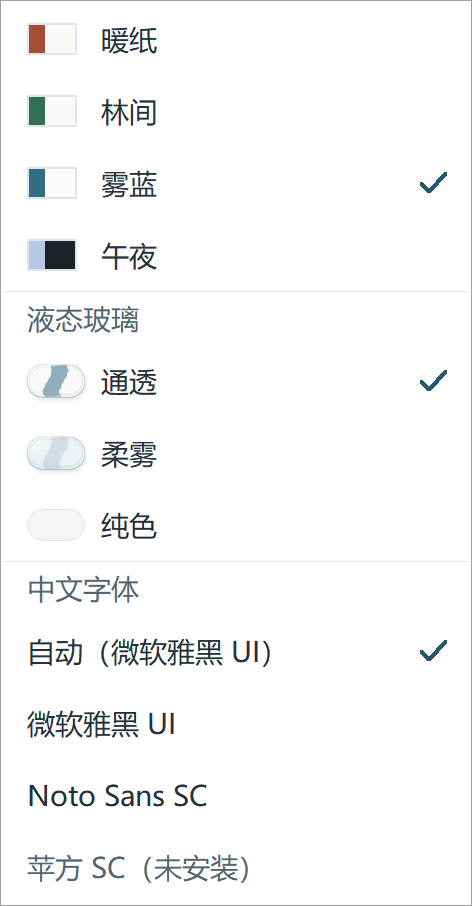 暖纸
林间
雾蓝
午夜
液态玻璃
通透
柔雾
纯色
中文字体
自动（微软雅黑 UI）
微软雅黑 UI
Noto Sans SC
苹方 SC（未安装）